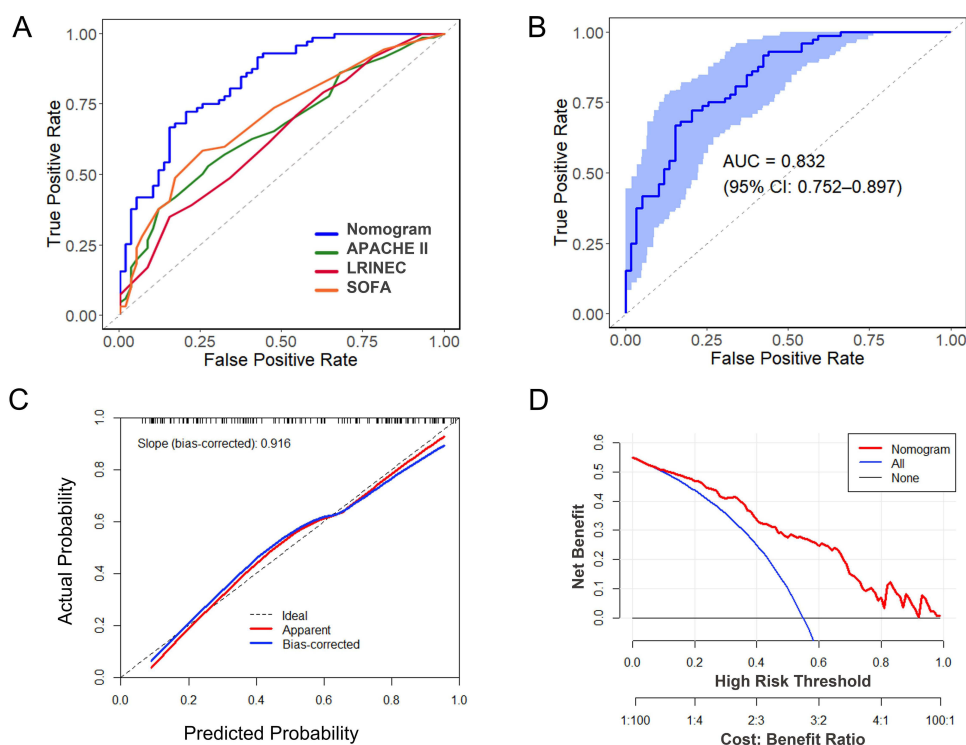 A
True Positive Rate
1.00
0.75
0.50
0.25
0.00
Nomogram
APACHE II
LRINEC
SOFA
0.00 0.25 0.50 0.75 1.00
False Positive Rate
B
True Positive Rate
1.00
0.75
0.50
0.25
0.00
AUC = 0.832
(95% CI: 0.752–0.897)
0.00 0.25 0.50 0.75 1.00
False Positive Rate
C
Actual Probability
1.0
0.8
0.6
0.4
0.2
0.0
Slope (bias-corrected): 0.916
Ideal
Apparent
Bias-corrected
0.0 0.2 0.4 0.6 0.8 1.0
Predicted Probability
D
Net Benefit
0.6
0.5
0.4
0.3
0.2
0.1
0.0
Nomogram
All
None
0.0 0.2 0.4 0.6 0.8 1.0
High Risk Threshold
1:100 1:4 2:3 3:2 4:1 100:1
Cost: Benefit Ratio